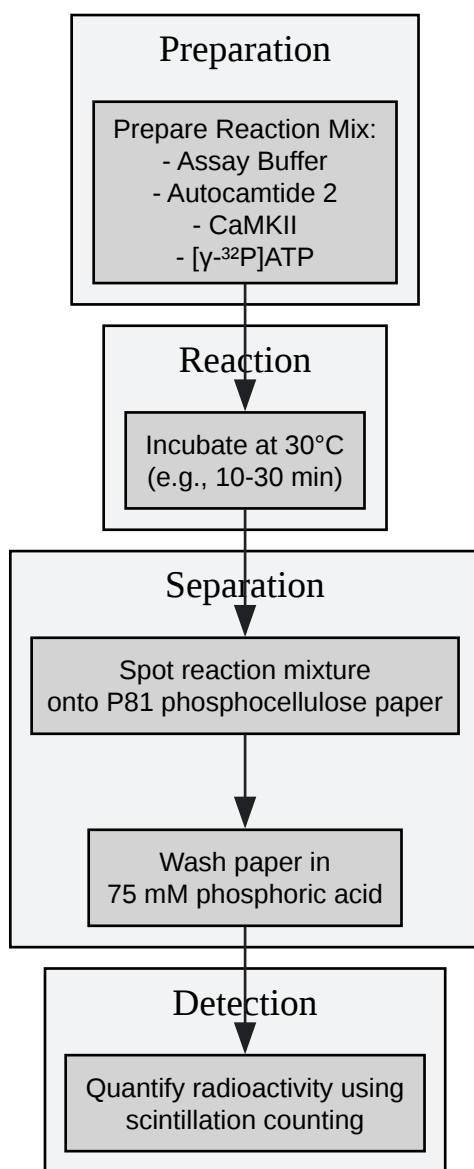 Preparation
Prepare Reaction Mix:
- Assay Buffer
- Autocamtide 2
- CaMKII
- [γ-³²P]ATP
Reaction
Incubate at 30°C
(e.g., 10-30 min)
Separation
Spot reaction mixture
onto P81 phosphocellulose paper
Wash paper in
75 mM phosphoric acid
Detection
Quantify radioactivity using
scintillation counting